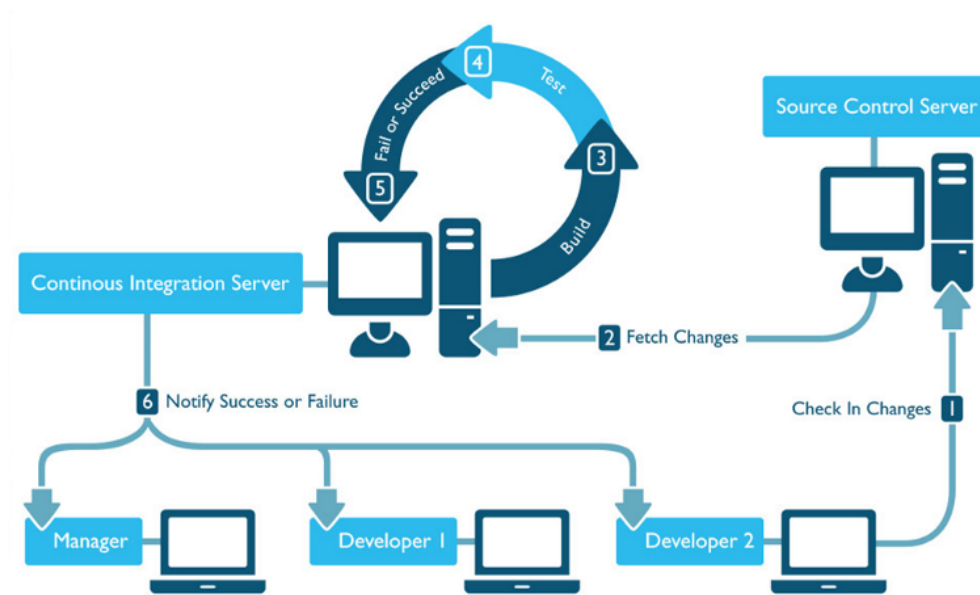 4
Test
Fail or Succeed
3
5
Build
Source Control Server
Continous Integration Server
2 Fetch Changes
6 Notify Success or Failure
Check In Changes 1
Manager
Developer 1
Developer 2